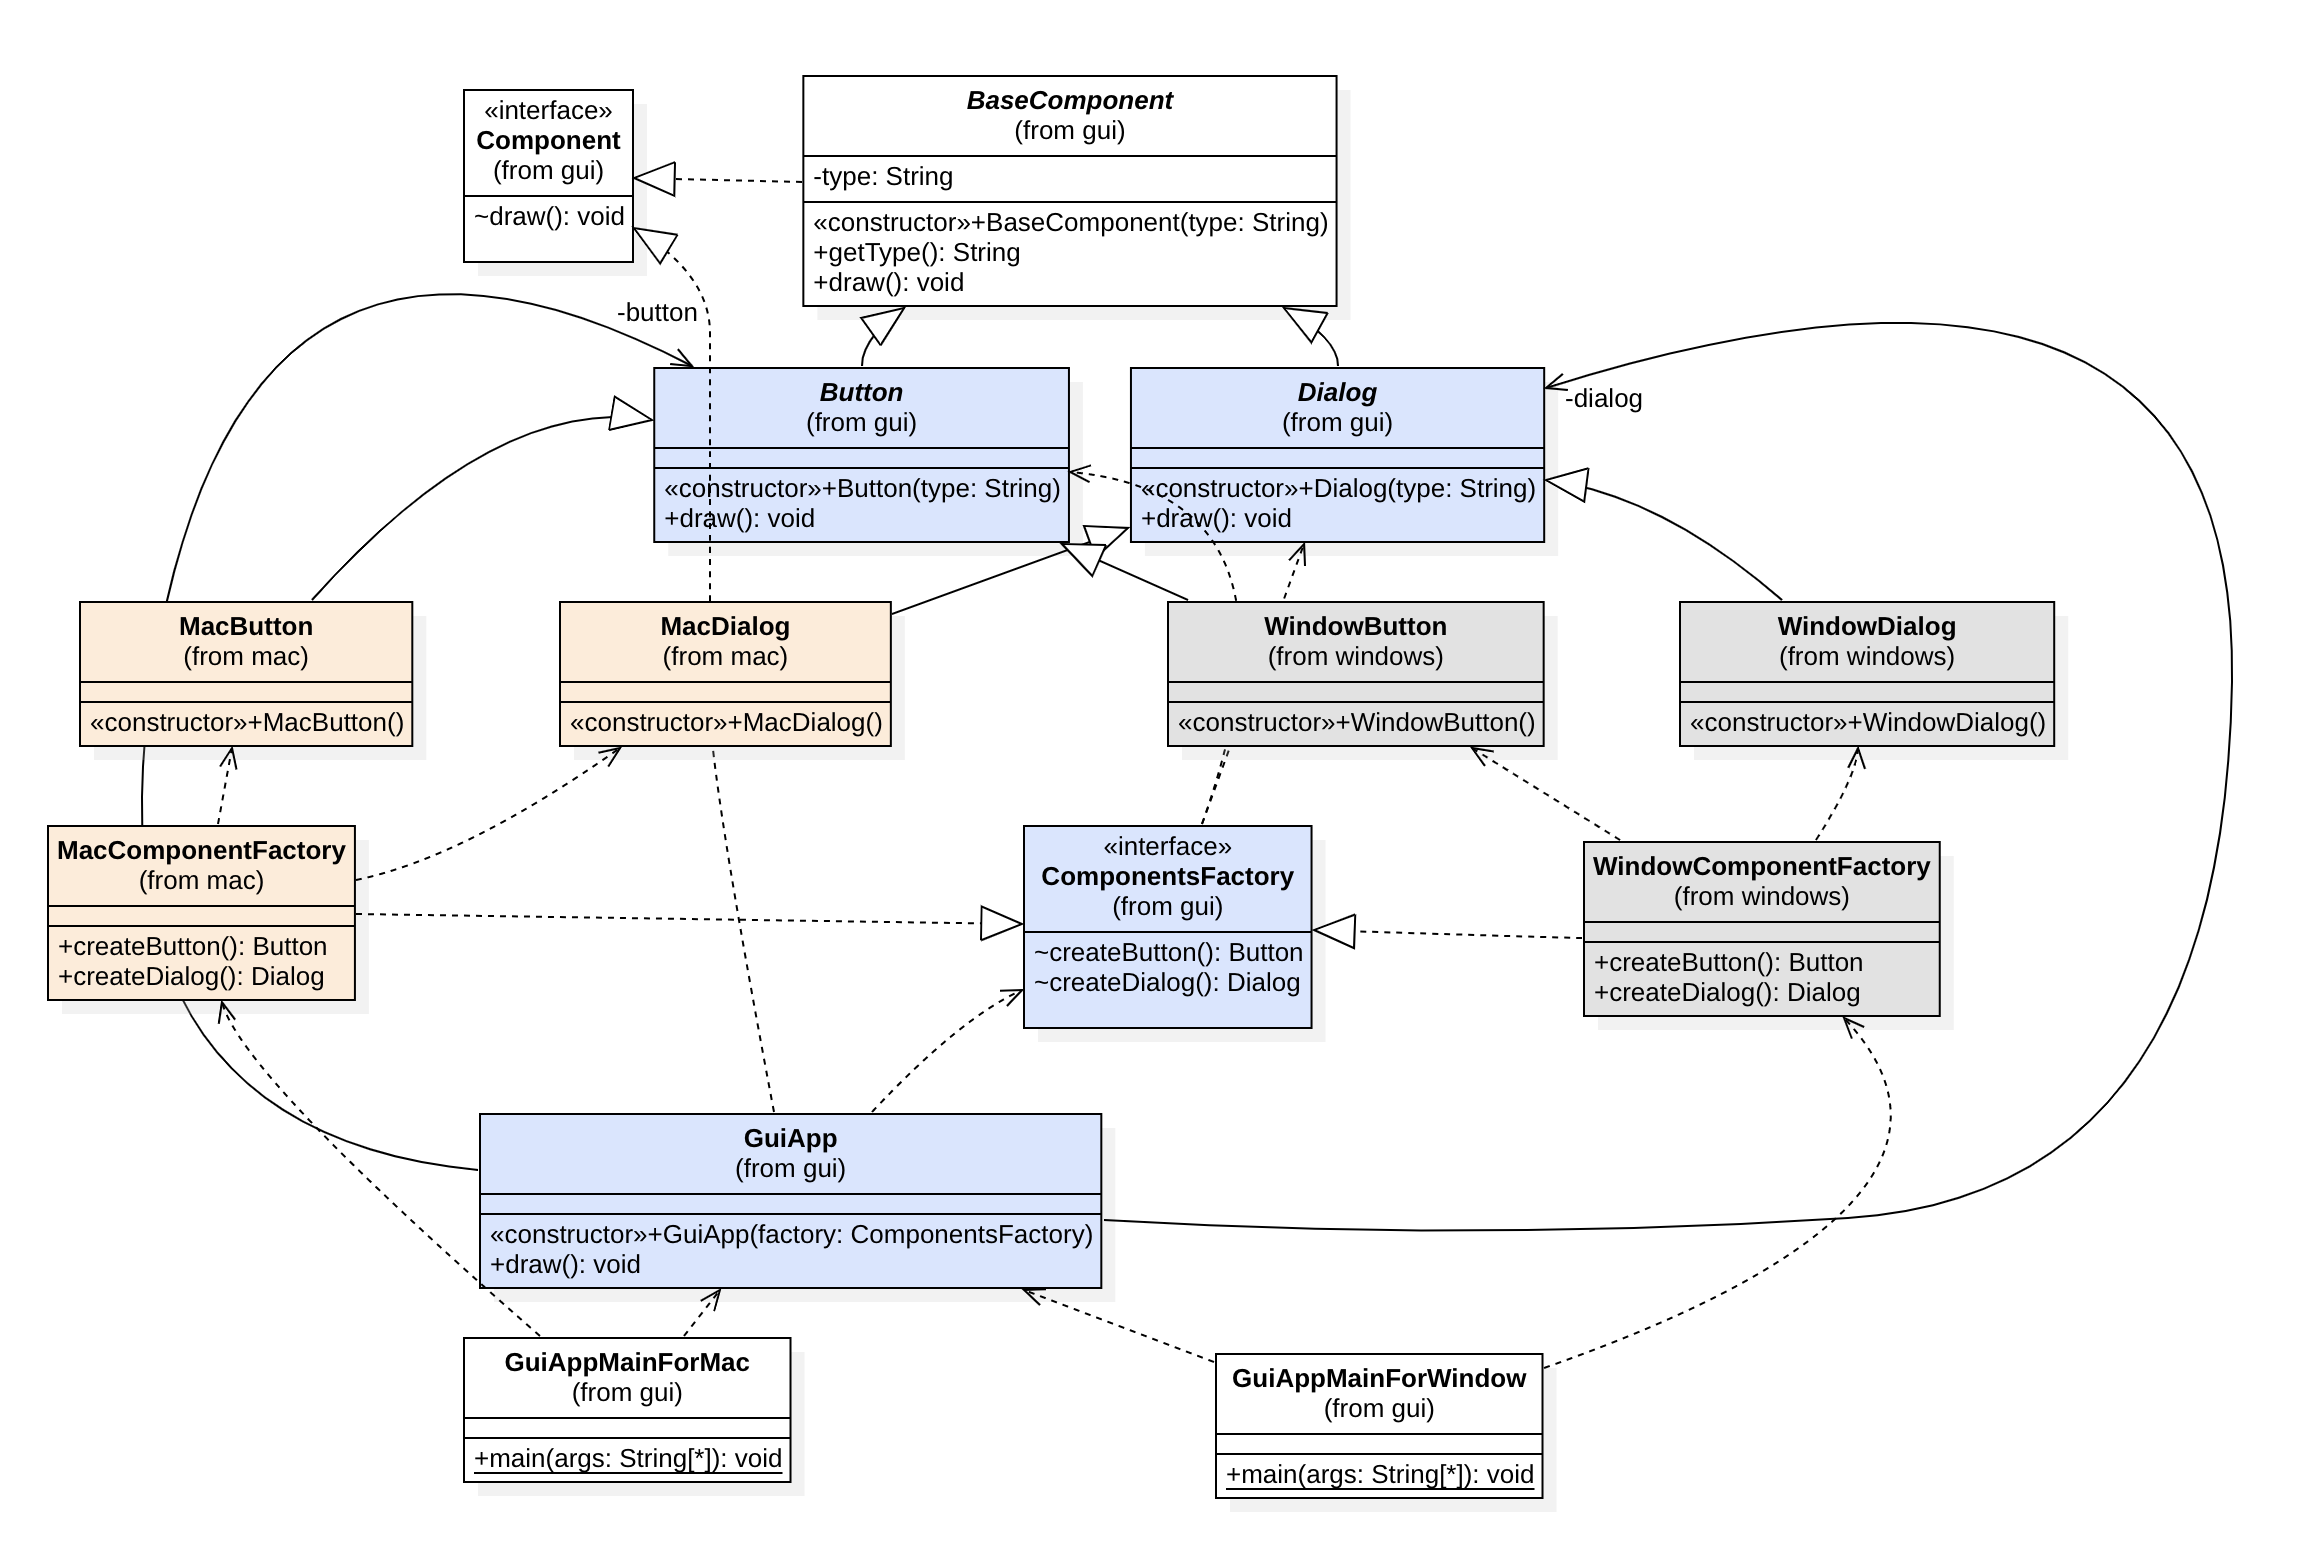 «interface»
Component
(from gui)
~draw(): void
BaseComponent
(from gui)
-type: String
«constructor»+BaseComponent(type: String)
+getType(): String
+draw(): void
-button
Button
(from gui)
«constructor»+Button(type: String)
+draw(): void
Dialog
(from gui)
«constructor»+Dialog(type: String)
+draw(): void
-dialog
MacButton
(from mac)
«constructor»+MacButton()
MacDialog
(from mac)
«constructor»+MacDialog()
WindowButton
(from windows)
«constructor»+WindowButton()
WindowDialog
(from windows)
«constructor»+WindowDialog()
MacComponentFactory
(from mac)
+createButton(): Button
+createDialog(): Dialog
«interface»
ComponentsFactory
(from gui)
~createButton(): Button
~createDialog(): Dialog
WindowComponentFactory
(from windows)
+createButton(): Button
+createDialog(): Dialog
GuiApp
(from gui)
«constructor»+GuiApp(factory: ComponentsFactory)
+draw(): void
GuiAppMainForMac
(from gui)
+main(args: String[*]): void
GuiAppMainForWindow
(from gui)
+main(args: String[*]): void